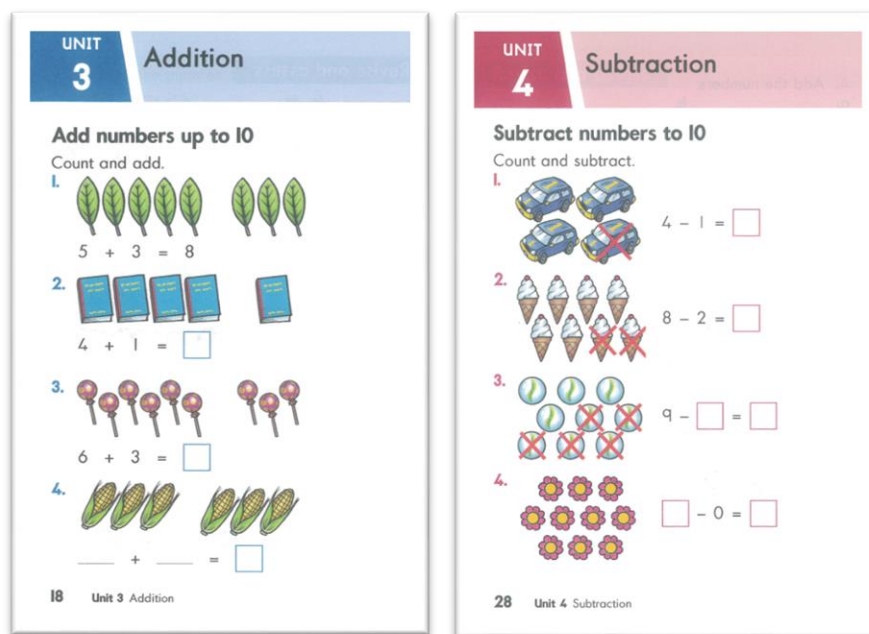 UNIT
3
Addition
Add numbers up to 10
Count and add.
1.
5 + 3 = 8
2.
4 + 1 =
3.
6 + 3 =
4.
___ + ___ =
18 Unit 3 Addition
UNIT
4
Subtraction
Subtract numbers to 10
Count and subtract.
1.
4 - 1 =
2.
8 - 2 =
3.
9 - =
4.
- 0 =
28 Unit 4 Subtraction